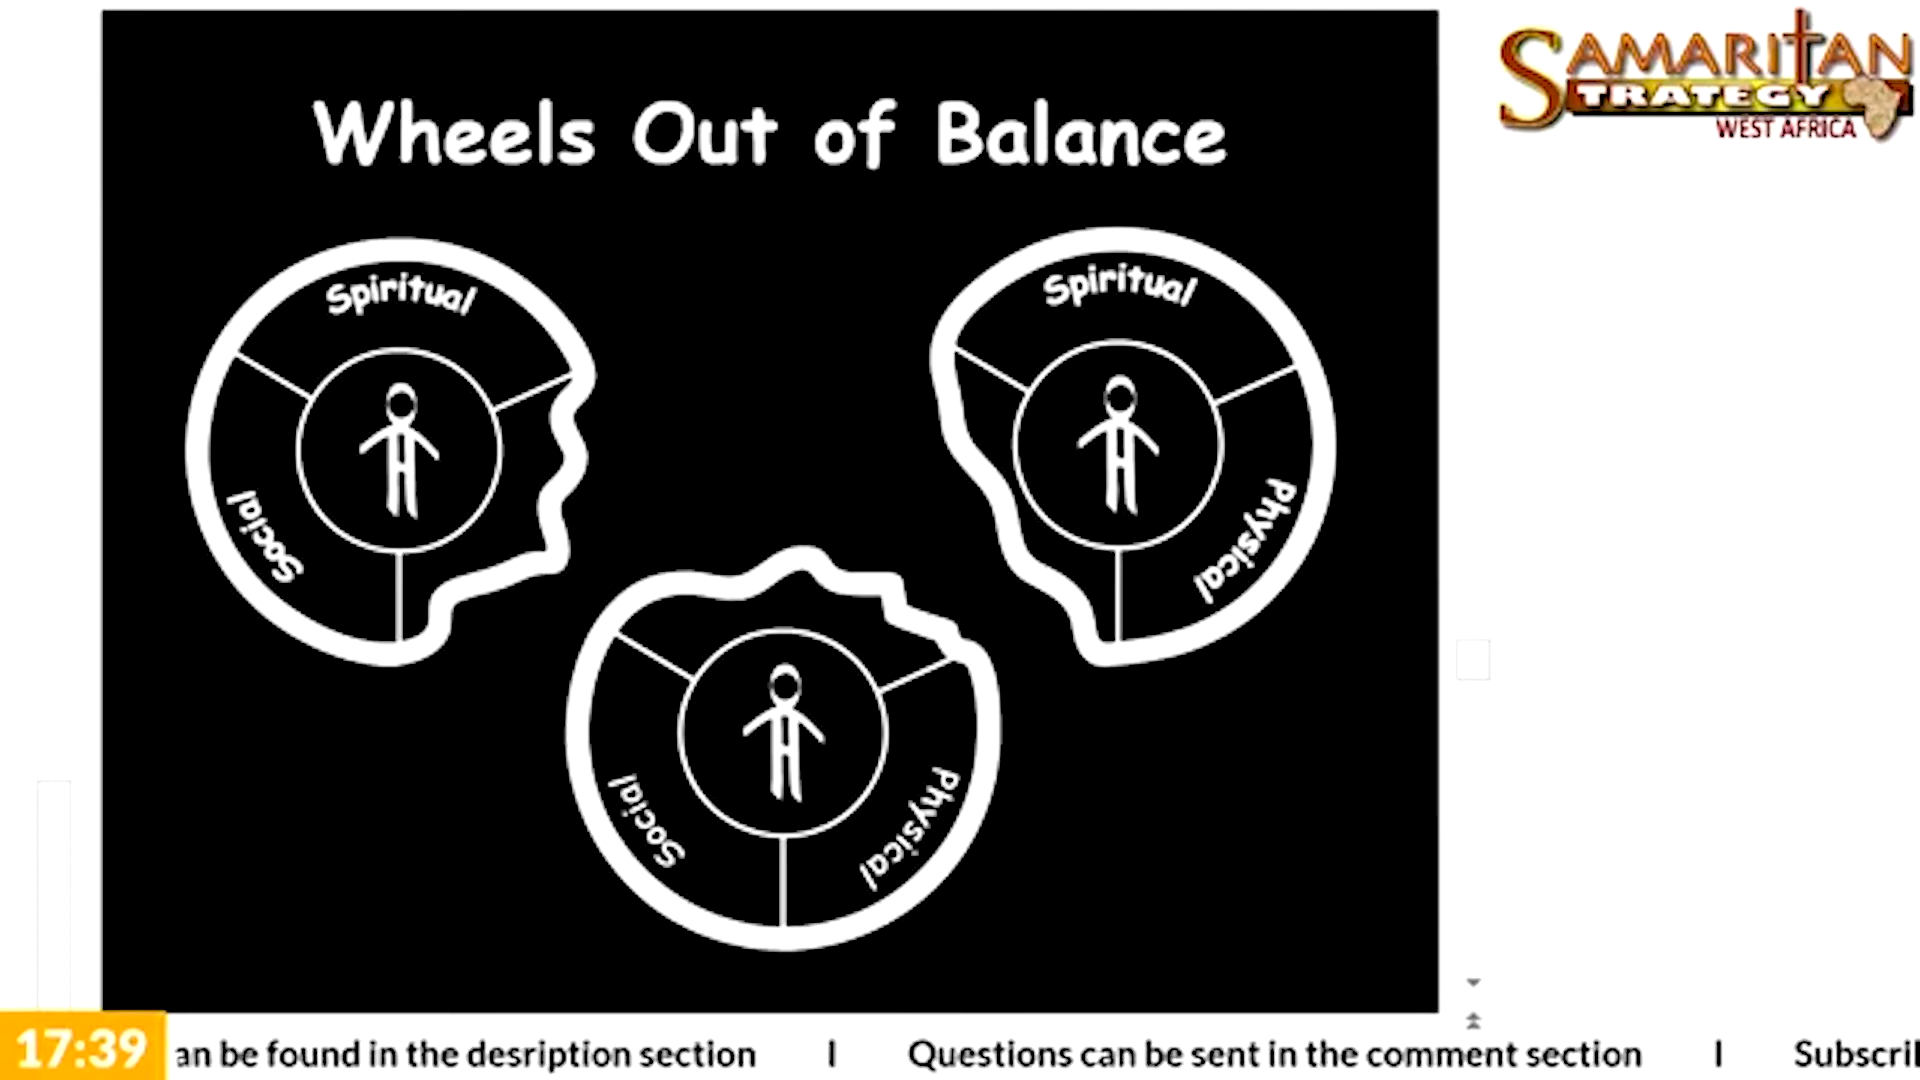 SAMARITAN
STRATEGY
WEST AFRICA
Wheels Out of Balance
Spiritual
Social
Spiritual
Physical
Social
Physical
17:39
an be found in the desription section | Questions can be sent in the comment section | Subscri